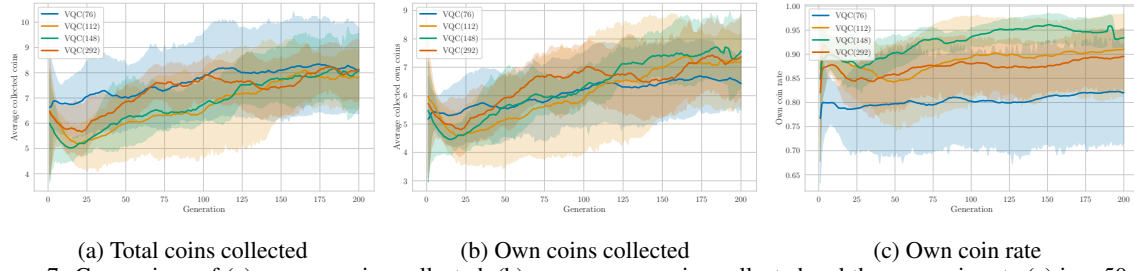 VQC(76)
VQC(112)
VQC(148)
VQC(292)
Average collected coins
10
9
8
7
6
5
4
0 25 50 75 100 125 150 175 200
Generation
(a) Total coins collected
VQC(76)
VQC(112)
VQC(148)
VQC(292)
Average collected own coins
9
8
7
6
5
4
3
0 25 50 75 100 125 150 175 200
Generation
(b) Own coins collected
VQC(76)
VQC(112)
VQC(148)
VQC(292)
Own coin rate
1.00
0.95
0.90
0.85
0.80
0.75
0.70
0.65
0 25 50 75 100 125 150 175 200
Generation
(c) Own coin rate